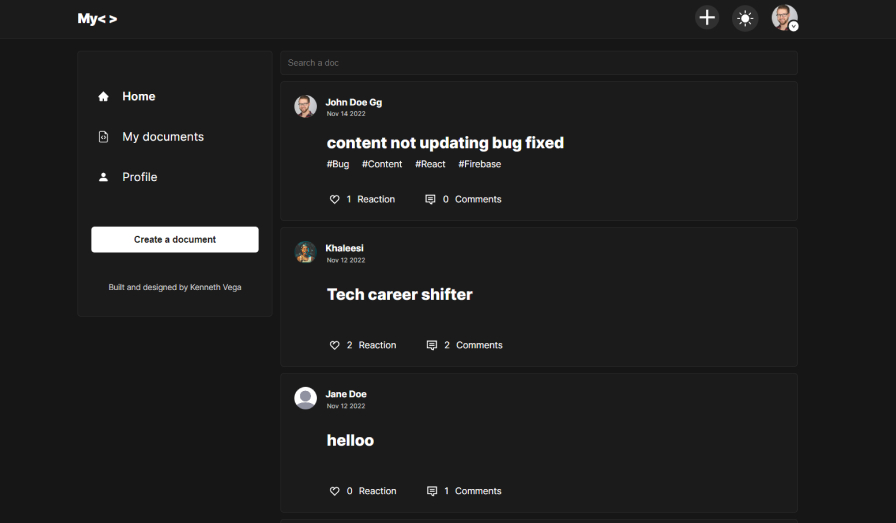 My< >
Home
My documents
Profile
Create a document
Built and designed by Kenneth Vega
Search a doc
John Doe Gg
Nov 14 2022
content not updating bug fixed
#Bug #Content #React #Firebase
1 Reaction 0 Comments
Khaleesi
Nov 12 2022
Tech career shifter
2 Reaction 2 Comments
Jane Doe
Nov 12 2022
helloo
0 Reaction 1 Comments